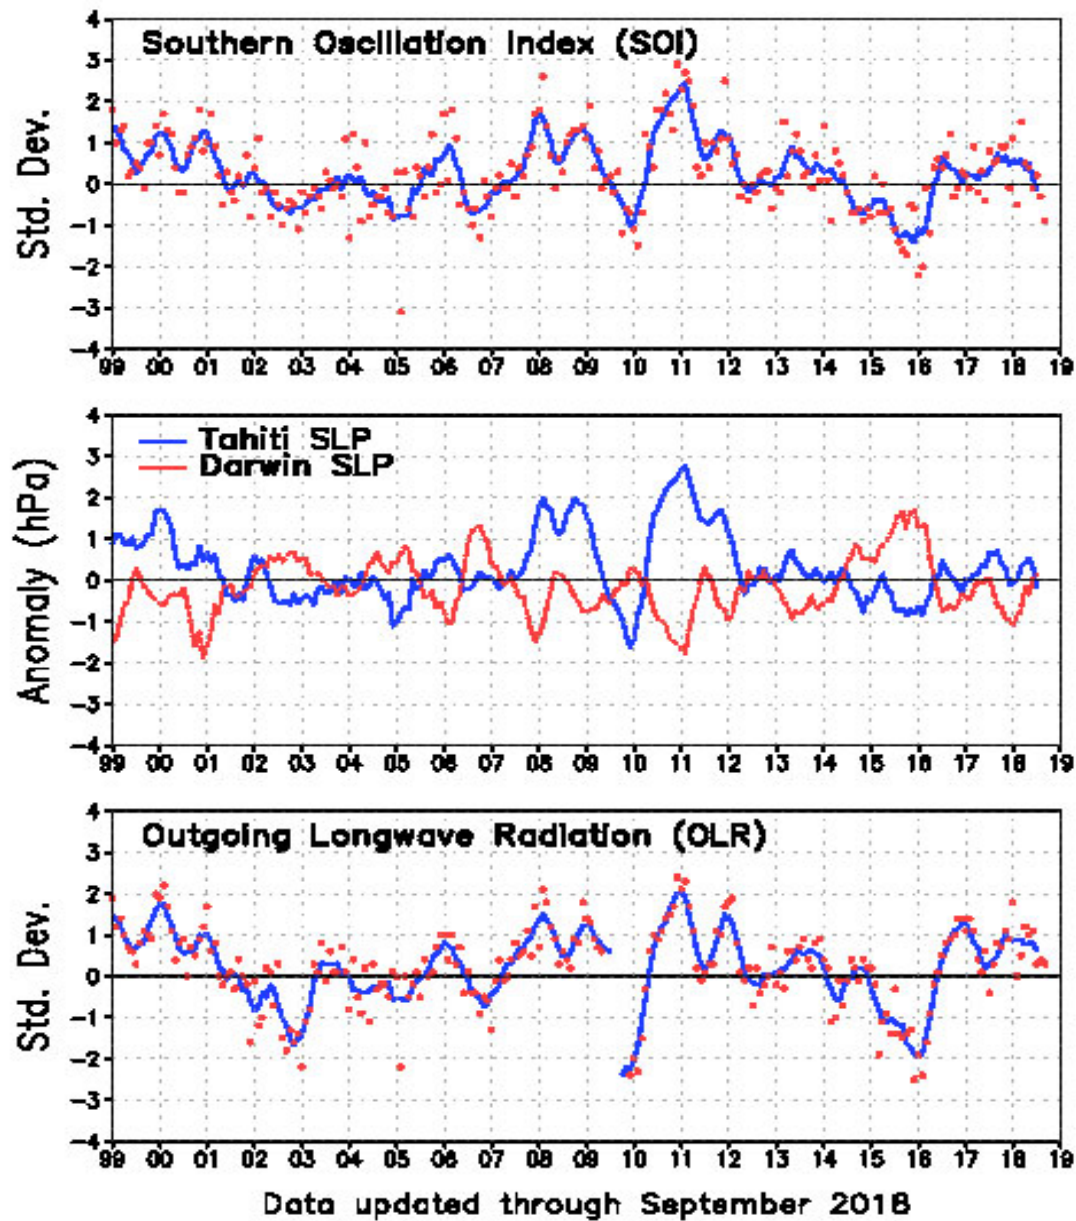 4
Southern Oscillation Index (SOI)
3
2
1
0
-1
-2
-3
-4
Std. Dev.
99 00 01 02 03 04 05 06 07 08 09 10 11 12 13 14 15 16 17 18 19
4
Tahiti SLP
3
Darwin SLP
2
1
0
-1
-2
-3
-4
Anomaly (hPa)
99 00 01 02 03 04 05 06 07 08 09 10 11 12 13 14 15 16 17 18 19
4
Outgoing Longwave Radiation (OLR)
3
2
1
0
-1
-2
-3
-4
Std. Dev.
99 00 01 02 03 04 05 06 07 08 09 10 11 12 13 14 15 16 17 18 19
Data updated through September 2018